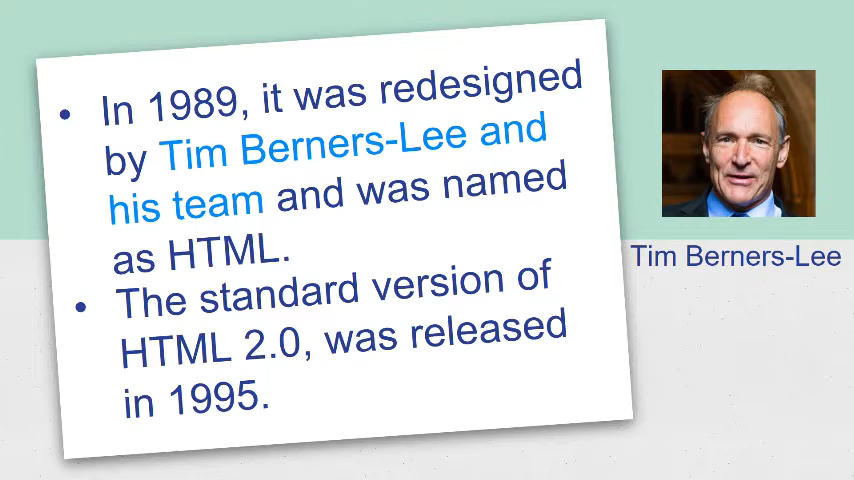 • In 1989, it was redesigned
by Tim Berners-Lee and
his team and was named
as HTML.
• The standard version of
HTML 2.0, was released
in 1995.
Tim Berners-Lee